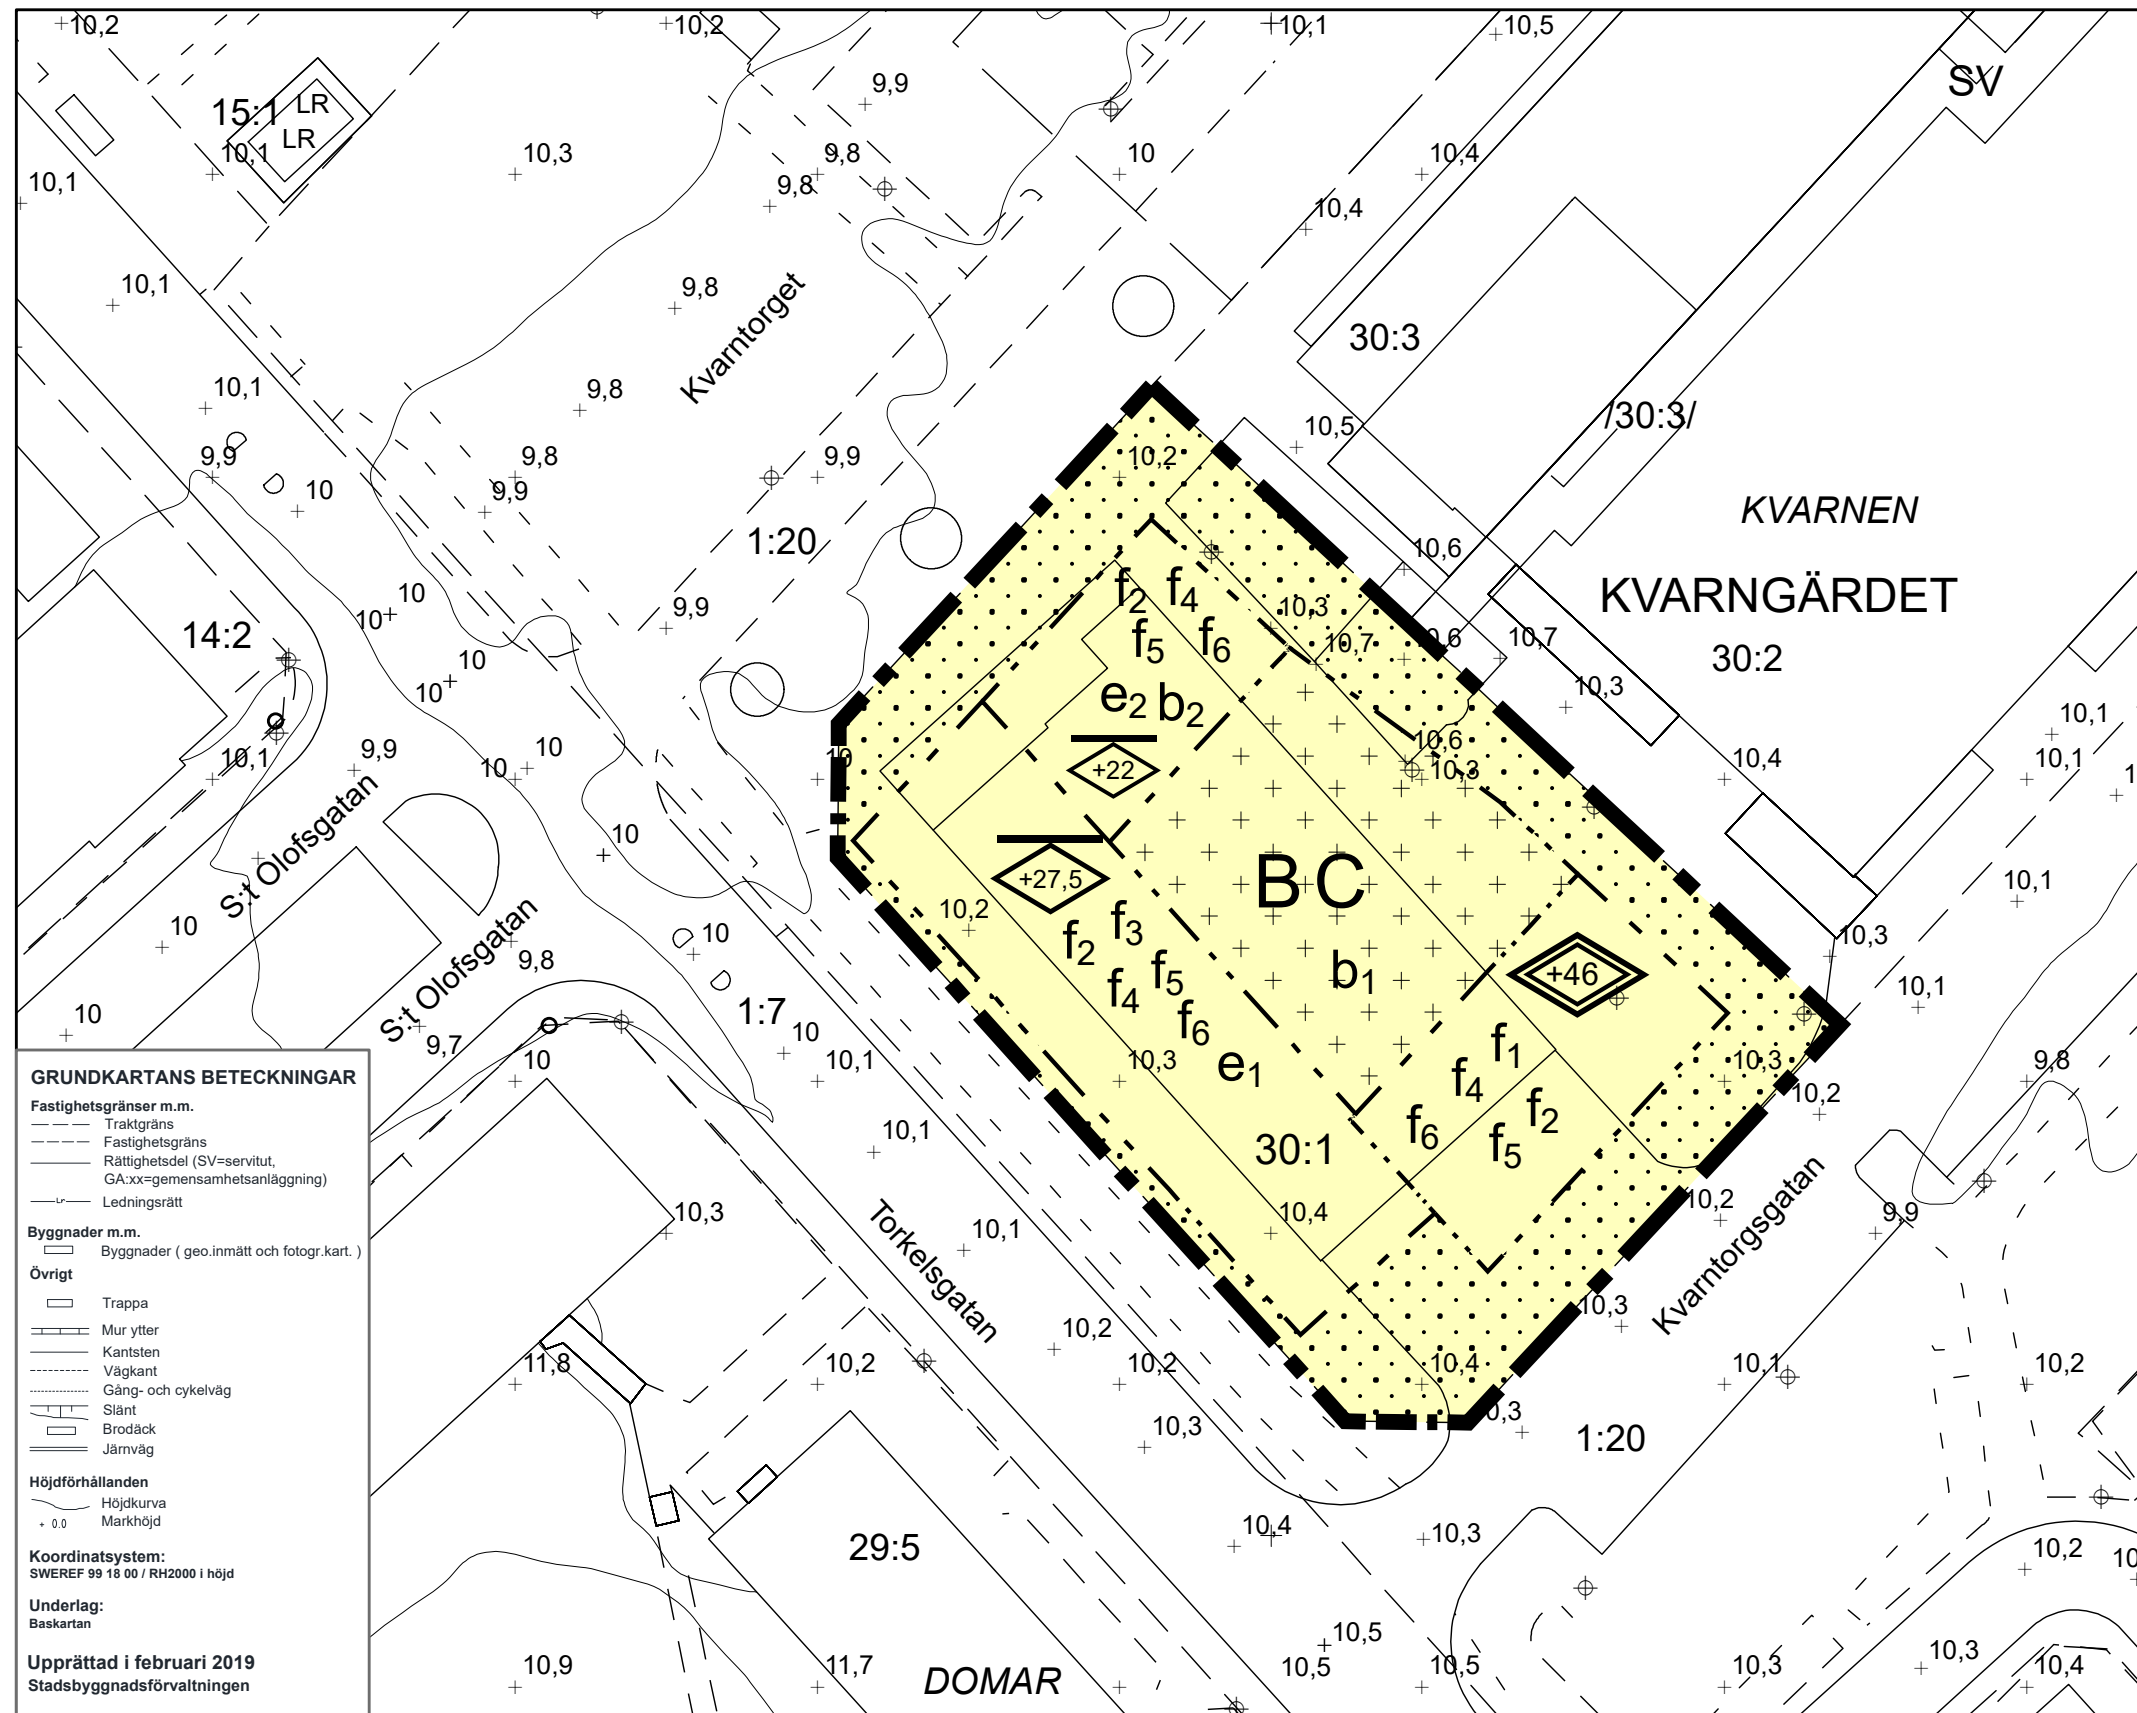 10,2
10,2
10,1
10,5
SV
15:1
LR
LR
9,9
10,1
10,3
9,8
10
10,4
10,1
9,8
10,4
10,1
9,8
Kvarntorget
30:3
10,1
9,8
/30:3/
10,5
9,9
9,8
9,9
10,2
10
9,9
KVARNEN
1:20
10,6
KVARNGÄRDET
10
10
9,9
f2
f4
10,3
14:2
f5
f6
10,7
10,6
10,7
30:2
10
10
e2
b2
10,3
10,1
10,1
9,9
10
10
10
+22
10,6
10,3
10,4
10,1
1
S:t Olofsgatan
10
+27,5
BC
10,1
10
10,2
f2
f3
10
S:t Olofsgatan
9,8
f5
b1
+46
10,3
f4
10,1
10
1:7
10
f6
f1
9,7
10
10,1
e1
10,3
f4
10,3
9,8
10,2
f2
10,1
f6
f5
30:1
Torkelsgatan
Kvarntorgsgatan
10,3
10,1
10,4
10,2
9,9
10,3
11,8
10,2
10,2
10,2
10,4
10,1
10,2
10,3
0,3
1:20
29:5
10,4
10,3
10,2
10
10,5
10,9
11,7
DOMAR
10,5
10,5
10,3
10,3
10,4
GRUNDKARTANS BETECKNINGAR
Fastighetsgränser m.m.
Traktgräns
Fastighetsgräns
Rättighetsdel (SV=servitut,
GA:xx=gemensamhetsanläggning)
Lr Ledningsrätt
Byggnader m.m.
Byggnader ( geo.inmätt och fotogr.kart. )
Övrigt
Trappa
Mur ytter
Kantsten
Vägkant
Gång- och cykelväg
Slänt
Brodäck
Järnväg
Höjdförhållanden
Höjdkurva
+ 0.0 Markhöjd
Koordinatsystem:
SWEREF 99 18 00 / RH2000 i höjd
Underlag:
Baskartan
Upprättad i februari 2019
Stadsbyggnadsförvaltningen